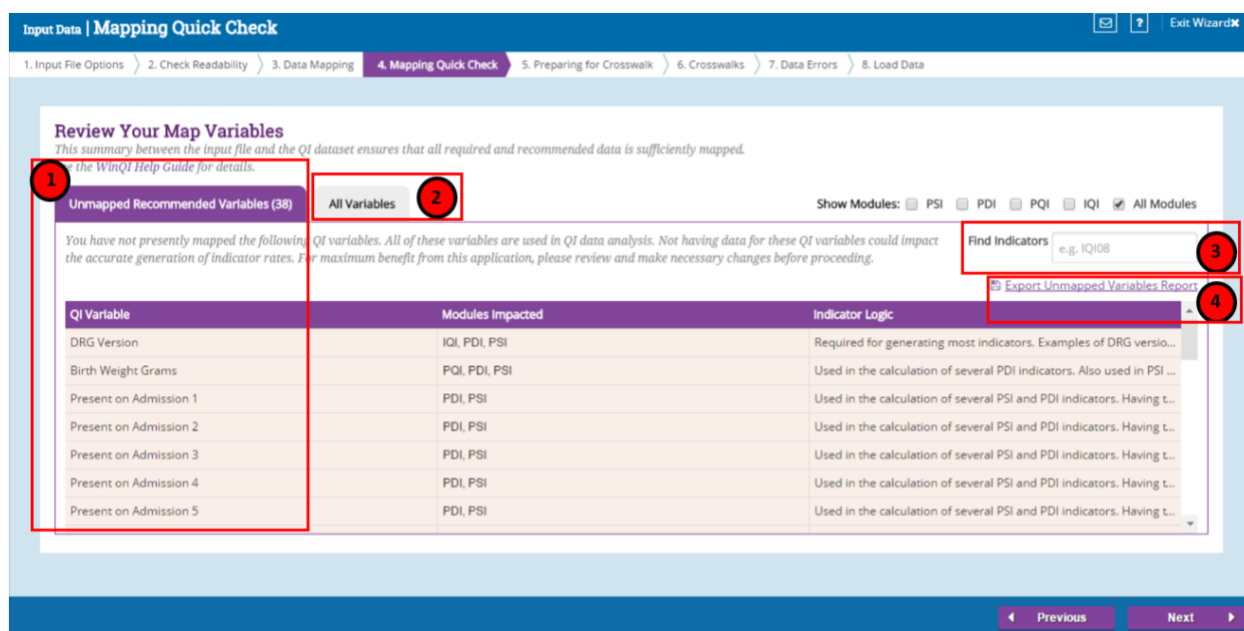 Input Data | Mapping Quick Check
? Exit Wizard×
1. Input File Options 2. Check Readability 3. Data Mapping 4. Mapping Quick Check 5. Preparing for Crosswalk 6. Crosswalks 7. Data Errors 8. Load Data
Review Your Map Variables
This summary between the input file and the QI dataset ensures that all required and recommended data is sufficiently mapped.
the WinQI Help Guide for details.
1
Unmapped Recommended Variables (38) All Variables 2 Show Modules: PSI PDI PQI IQI All Modules
You have not presently mapped the following QI variables. All of these variables are used in QI data analysis. Not having data for these QI variables could impact
the accurate generation of indicator rates. For maximum benefit from this application, please review and make necessary changes before proceeding.
Find Indicators e.g. IQI08 3
Export Unmapped Variables Report 4
QI Variable Modules Impacted Indicator Logic
DRG Version IQI, PDI, PSI Required for generating most indicators. Examples of DRG versio...
Birth Weight Grams PQI, PDI, PSI Used in the calculation of several PDI indicators. Also used in PSI ...
Present on Admission 1 PDI, PSI Used in the calculation of several PSI and PDI indicators. Having t...
Present on Admission 2 PDI, PSI Used in the calculation of several PSI and PDI indicators. Having t...
Present on Admission 3 PDI, PSI Used in the calculation of several PSI and PDI indicators. Having t...
Present on Admission 4 PDI, PSI Used in the calculation of several PSI and PDI indicators. Having t...
Present on Admission 5 PDI, PSI Used in the calculation of several PSI and PDI indicators. Having t...
Previous Next